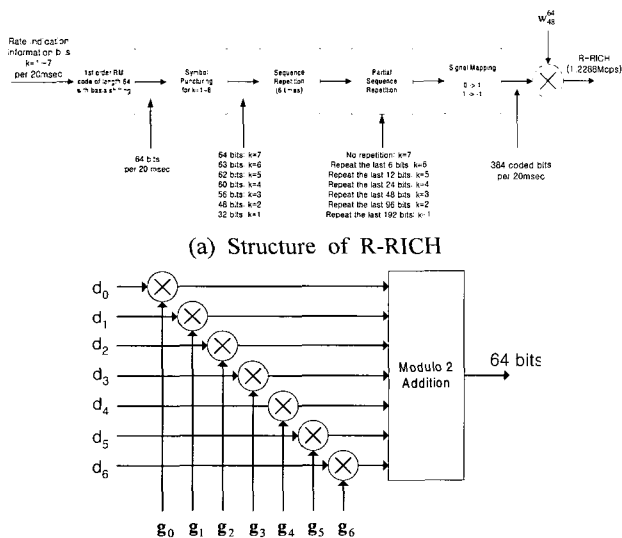 W 64 48
Rate Indication
Information bits
k=1~7
per 20msec
1st order RM
code of length 64
with basis shifting
Symbol
Puncturing
for k=1~6
Sequence
Repetition
(6 times)
Partial
Sequence
Repetition
Signal Mapping
0 -> 1
1 -> -1
R-RICH
(1.2288Mcps)
64 bits
per 20 msec
64 bits: k=7
63 bits: k=6
62 bits: k=5
60 bits: k=4
56 bits: k=3
48 bits: k=2
32 bits: k=1
No repetition: k=7
Repeat the last 6 bits: k=6
Repeat the last 12 bits: k=5
Repeat the last 24 bits: k=4
Repeat the last 48 bits: k=3
Repeat the last 96 bits: k=2
Repeat the last 192 bits: k=1
384 coded bits
per 20msec
(a) Structure of R-RICH
d0
d1
d2
d3
d4
d5
d6
Modulo 2
Addition
64 bits
g0 g1 g2 g3 g4 g5 g6